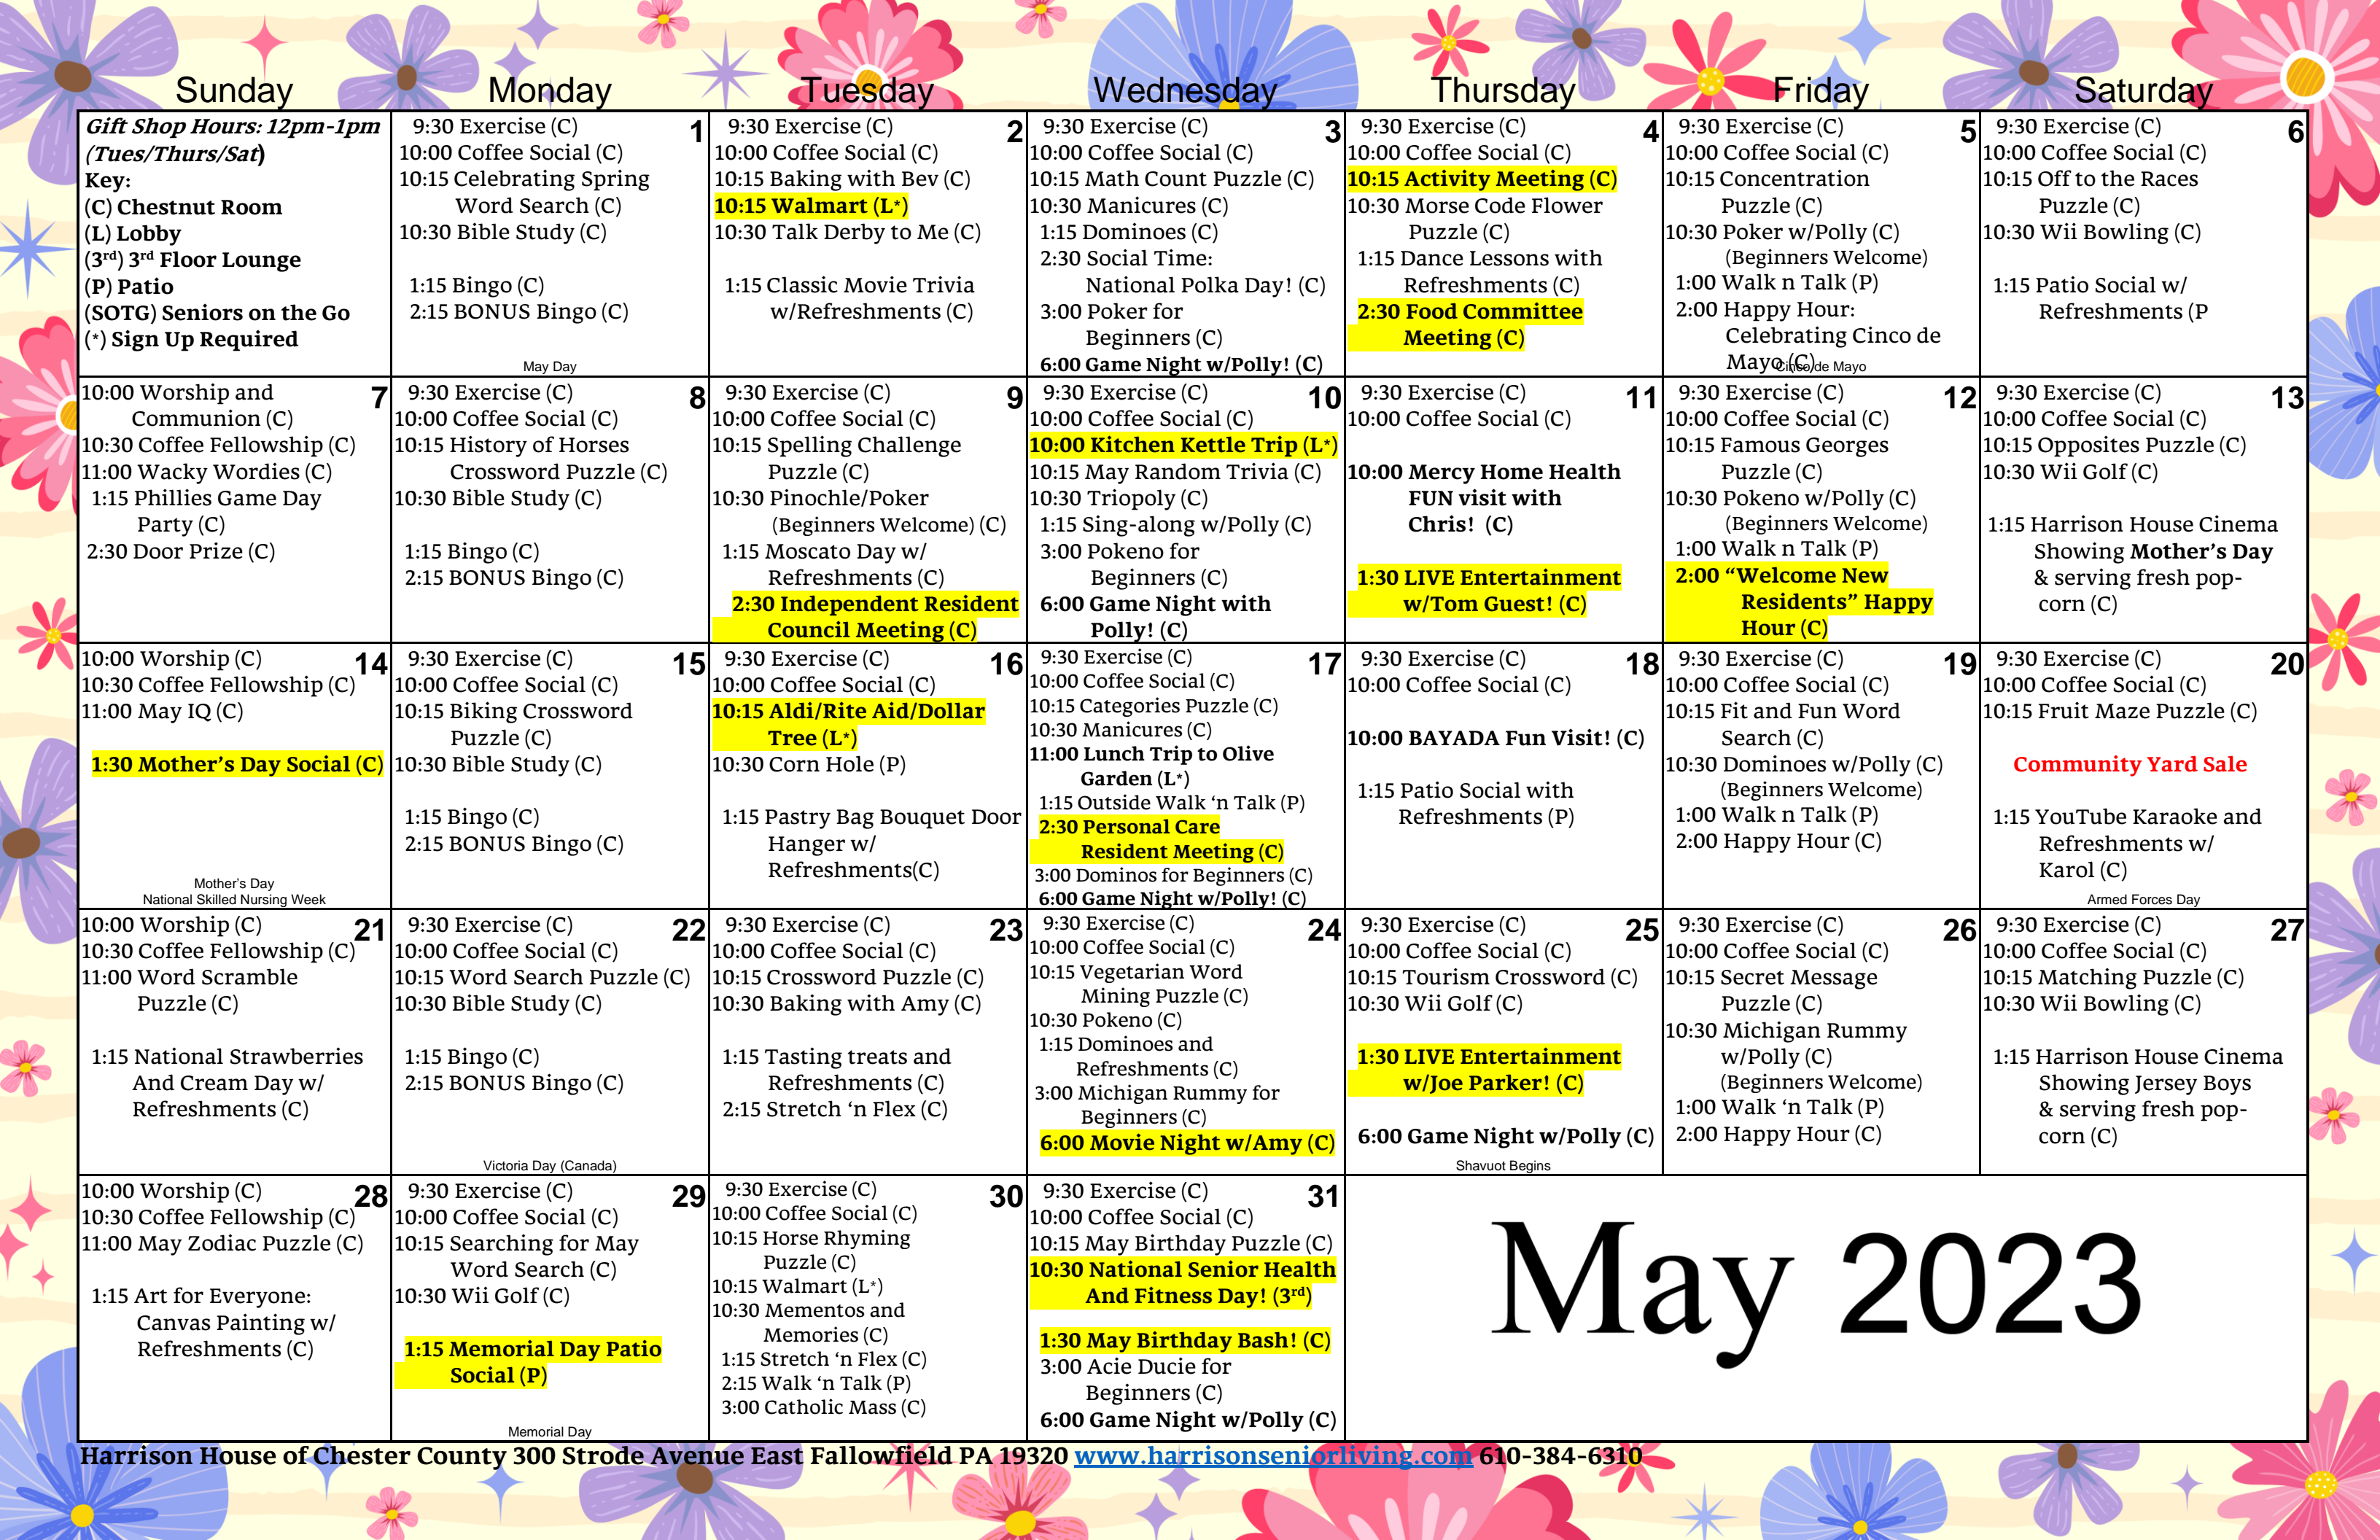 Sunday Monday Tuesday Wednesday Thursday Friday Saturday
Gift Shop Hours: 12pm-1pm
(Tues/Thurs/Sat)
Key:
(C) Chestnut Room
(L) Lobby
(3rd) 3rd Floor Lounge
(P) Patio
(SOTG) Seniors on the Go
(*) Sign Up Required
1
9:30 Exercise (C)
10:00 Coffee Social (C)
10:15 Celebrating Spring
Word Search (C)
10:30 Bible Study (C)
1:15 Bingo (C)
2:15 BONUS Bingo (C)
May Day
2
9:30 Exercise (C)
10:00 Coffee Social (C)
10:15 Baking with Bev (C)
10:15 Walmart (L*)
10:30 Talk Derby to Me (C)
1:15 Classic Movie Trivia
w/Refreshments (C)
3
9:30 Exercise (C)
10:00 Coffee Social (C)
10:15 Math Count Puzzle (C)
10:30 Manicures (C)
1:15 Dominoes (C)
2:30 Social Time:
National Polka Day! (C)
3:00 Poker for
Beginners (C)
6:00 Game Night w/Polly! (C)
4
9:30 Exercise (C)
10:00 Coffee Social (C)
10:15 Activity Meeting (C)
10:30 Morse Code Flower
Puzzle (C)
1:15 Dance Lessons with
Refreshments (C)
2:30 Food Committee
Meeting (C)
5
9:30 Exercise (C)
10:00 Coffee Social (C)
10:15 Concentration
Puzzle (C)
10:30 Poker w/Polly (C)
(Beginners Welcome)
1:00 Walk n Talk (P)
2:00 Happy Hour:
Celebrating Cinco de
Mayo (C)
Cinco de Mayo
6
9:30 Exercise (C)
10:00 Coffee Social (C)
10:15 Off to the Races
Puzzle (C)
10:30 Wii Bowling (C)
1:15 Patio Social w/
Refreshments (P
7
10:00 Worship and
Communion (C)
10:30 Coffee Fellowship (C)
11:00 Wacky Wordies (C)
1:15 Phillies Game Day
Party (C)
2:30 Door Prize (C)
8
9:30 Exercise (C)
10:00 Coffee Social (C)
10:15 History of Horses
Crossword Puzzle (C)
10:30 Bible Study (C)
1:15 Bingo (C)
2:15 BONUS Bingo (C)
9
9:30 Exercise (C)
10:00 Coffee Social (C)
10:15 Spelling Challenge
Puzzle (C)
10:30 Pinochle/Poker
(Beginners Welcome) (C)
1:15 Moscato Day w/
Refreshments (C)
2:30 Independent Resident
Council Meeting (C)
10
9:30 Exercise (C)
10:00 Coffee Social (C)
10:00 Kitchen Kettle Trip (L*)
10:15 May Random Trivia (C)
10:30 Triopoly (C)
1:15 Sing-along w/Polly (C)
3:00 Pokeno for
Beginners (C)
6:00 Game Night with
Polly! (C)
11
9:30 Exercise (C)
10:00 Coffee Social (C)
10:00 Mercy Home Health
FUN visit with
Chris! (C)
1:30 LIVE Entertainment
w/Tom Guest! (C)
12
9:30 Exercise (C)
10:00 Coffee Social (C)
10:15 Famous Georges
Puzzle (C)
10:30 Pokeno w/Polly (C)
(Beginners Welcome)
1:00 Walk n Talk (P)
2:00 “Welcome New
Residents” Happy
Hour (C)
13
9:30 Exercise (C)
10:00 Coffee Social (C)
10:15 Opposites Puzzle (C)
10:30 Wii Golf (C)
1:15 Harrison House Cinema
Showing Mother’s Day
& serving fresh pop-
corn (C)
14
10:00 Worship (C)
10:30 Coffee Fellowship (C)
11:00 May IQ (C)
1:30 Mother’s Day Social (C)
Mother's Day
National Skilled Nursing Week
15
9:30 Exercise (C)
10:00 Coffee Social (C)
10:15 Biking Crossword
Puzzle (C)
10:30 Bible Study (C)
1:15 Bingo (C)
2:15 BONUS Bingo (C)
16
9:30 Exercise (C)
10:00 Coffee Social (C)
10:15 Aldi/Rite Aid/Dollar
Tree (L*)
10:30 Corn Hole (P)
1:15 Pastry Bag Bouquet Door
Hanger w/
Refreshments(C)
17
9:30 Exercise (C)
10:00 Coffee Social (C)
10:15 Categories Puzzle (C)
10:30 Manicures (C)
11:00 Lunch Trip to Olive
Garden (L*)
1:15 Outside Walk ‘n Talk (P)
2:30 Personal Care
Resident Meeting (C)
3:00 Dominos for Beginners (C)
6:00 Game Night w/Polly! (C)
18
9:30 Exercise (C)
10:00 Coffee Social (C)
10:00 BAYADA Fun Visit! (C)
1:15 Patio Social with
Refreshments (P)
19
9:30 Exercise (C)
10:00 Coffee Social (C)
10:15 Fit and Fun Word
Search (C)
10:30 Dominoes w/Polly (C)
(Beginners Welcome)
1:00 Walk n Talk (P)
2:00 Happy Hour (C)
20
9:30 Exercise (C)
10:00 Coffee Social (C)
10:15 Fruit Maze Puzzle (C)
Community Yard Sale
1:15 YouTube Karaoke and
Refreshments w/
Karol (C)
Armed Forces Day
21
10:00 Worship (C)
10:30 Coffee Fellowship (C)
11:00 Word Scramble
Puzzle (C)
1:15 National Strawberries
And Cream Day w/
Refreshments (C)
22
9:30 Exercise (C)
10:00 Coffee Social (C)
10:15 Word Search Puzzle (C)
10:30 Bible Study (C)
1:15 Bingo (C)
2:15 BONUS Bingo (C)
Victoria Day (Canada)
23
9:30 Exercise (C)
10:00 Coffee Social (C)
10:15 Crossword Puzzle (C)
10:30 Baking with Amy (C)
1:15 Tasting treats and
Refreshments (C)
2:15 Stretch ‘n Flex (C)
24
9:30 Exercise (C)
10:00 Coffee Social (C)
10:15 Vegetarian Word
Mining Puzzle (C)
10:30 Pokeno (C)
1:15 Dominoes and
Refreshments (C)
3:00 Michigan Rummy for
Beginners (C)
6:00 Movie Night w/Amy (C)
25
9:30 Exercise (C)
10:00 Coffee Social (C)
10:15 Tourism Crossword (C)
10:30 Wii Golf (C)
1:30 LIVE Entertainment
w/Joe Parker! (C)
6:00 Game Night w/Polly (C)
Shavuot Begins
26
9:30 Exercise (C)
10:00 Coffee Social (C)
10:15 Secret Message
Puzzle (C)
10:30 Michigan Rummy
w/Polly (C)
(Beginners Welcome)
1:00 Walk ‘n Talk (P)
2:00 Happy Hour (C)
27
9:30 Exercise (C)
10:00 Coffee Social (C)
10:15 Matching Puzzle (C)
10:30 Wii Bowling (C)
1:15 Harrison House Cinema
Showing Jersey Boys
& serving fresh pop-
corn (C)
28
10:00 Worship (C)
10:30 Coffee Fellowship (C)
11:00 May Zodiac Puzzle (C)
1:15 Art for Everyone:
Canvas Painting w/
Refreshments (C)
29
9:30 Exercise (C)
10:00 Coffee Social (C)
10:15 Searching for May
Word Search (C)
10:30 Wii Golf (C)
1:15 Memorial Day Patio
Social (P)
Memorial Day
30
9:30 Exercise (C)
10:00 Coffee Social (C)
10:15 Horse Rhyming
Puzzle (C)
10:15 Walmart (L*)
10:30 Mementos and
Memories (C)
1:15 Stretch ‘n Flex (C)
2:15 Walk ‘n Talk (P)
3:00 Catholic Mass (C)
31
9:30 Exercise (C)
10:00 Coffee Social (C)
10:15 May Birthday Puzzle (C)
10:30 National Senior Health
And Fitness Day! (3rd)
1:30 May Birthday Bash! (C)
3:00 Acie Ducie for
Beginners (C)
6:00 Game Night w/Polly (C)
May 2023
Harrison House of Chester County 300 Strode Avenue East Fallowfield PA 19320 www.harrisonseniorliving.com 610-384-6310